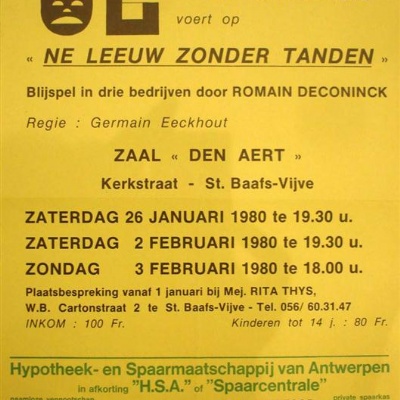 voert op
« NE LEEUW ZONDER TANDEN »
Blijspel in drie bedrijven door ROMAIN DECONINCK
Regie : Germain Eeckhout
ZAAL « DEN AERT »
Kerkstraat - St. Baafs-Vijve
ZATERDAG 26 JANUARI 1980 te 19.30 u.
ZATERDAG 2 FEBRUARI 1980 te 19.30 u.
ZONDAG 3 FEBRUARI 1980 te 18.00 u.
Plaatsbespreking vanaf 1 januari bij Mej. RITA THYS,
W.B. Cartonstraat 2 te St. Baafs-Vijve - Tel. 056/ 60.31.47
INKOM : 100 Fr. Kinderen tot 14 j. : 80 Fr.
Hypotheek- en Spaarmaatschappij van Antwerpen
in afkorting "H.S.A." of "Spaarcentrale"
naamloze vennootschap private spaarkas